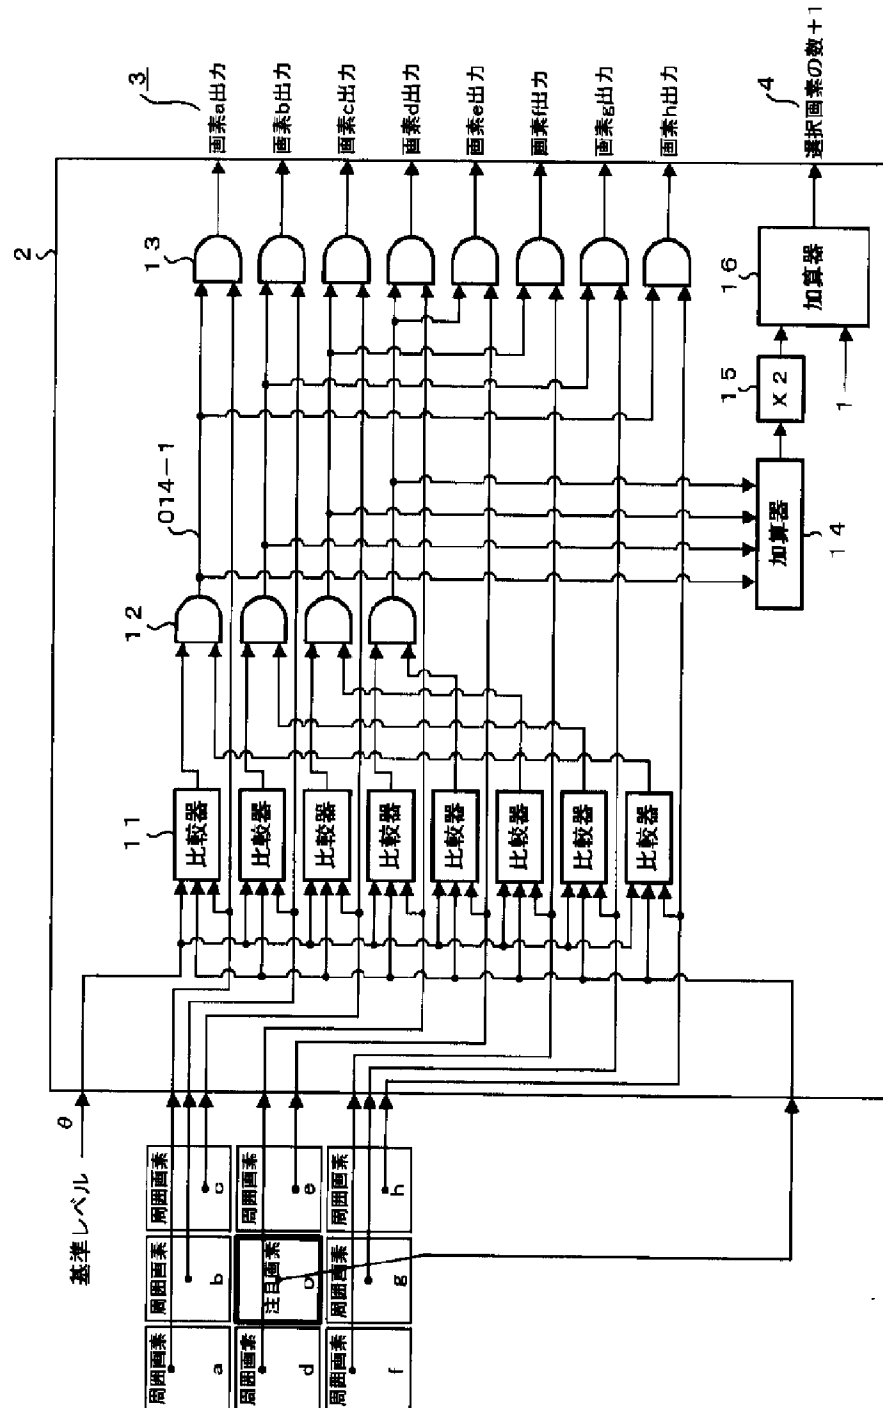 2
3
画素a出力
画素b出力
画素c出力
画素d出力
画素e出力
画素f出力
画素g出力
画素h出力
4
選択画素の数+1
13
014-1
12
11
比較器
比較器
比較器
比較器
比較器
比較器
比較器
比較器
加算器
14
15
×2
16
加算器
1
基準レベル
θ
周囲画素
a
周囲画素
b
周囲画素
c
周囲画素
d
注目画素
周囲画素
e
周囲画素
f
周囲画素
g
周囲画素
h